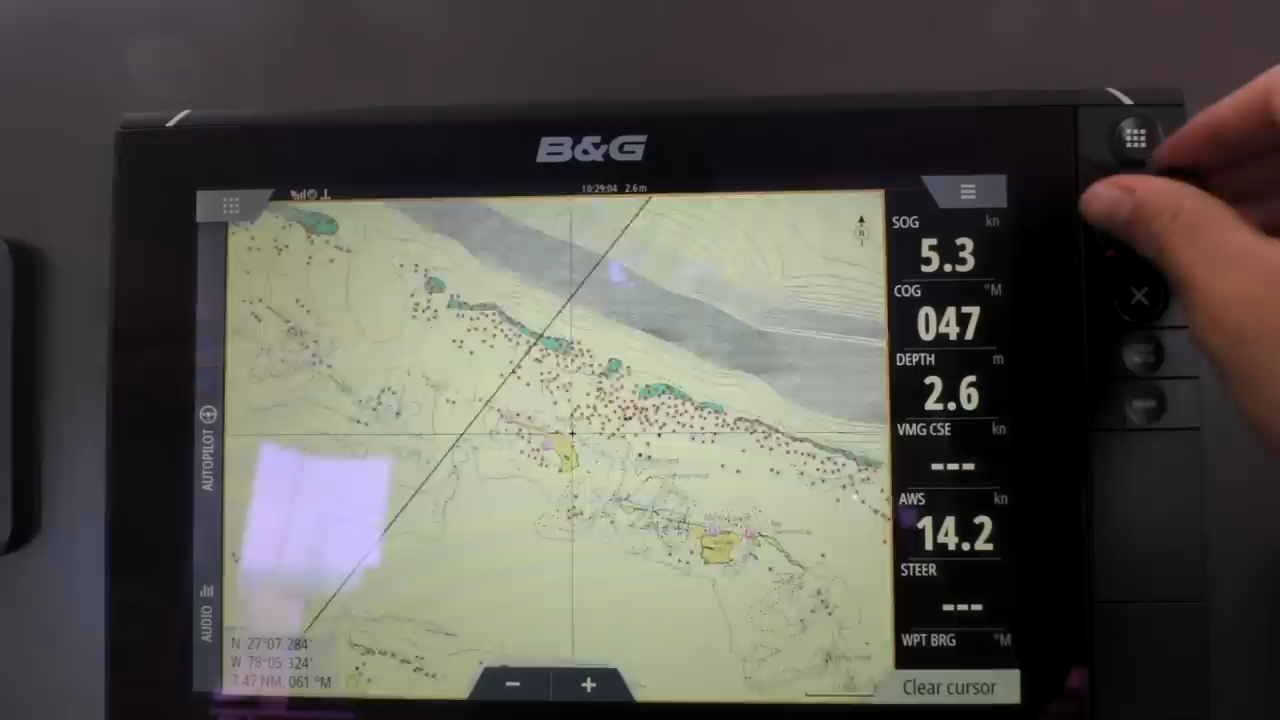 B&G
10:29:04 2.6m
SOG kn
5.3
COG °M
047
DEPTH m
2.6
VMG CSE kn
---
AWS kn
14.2
STEER
---
WPT BRG °M
AUTOPILOT
AUDIO
N
N 27°07.284'
W 78°05.324'
7.47 NM, 061 °M
- +
Clear cursor